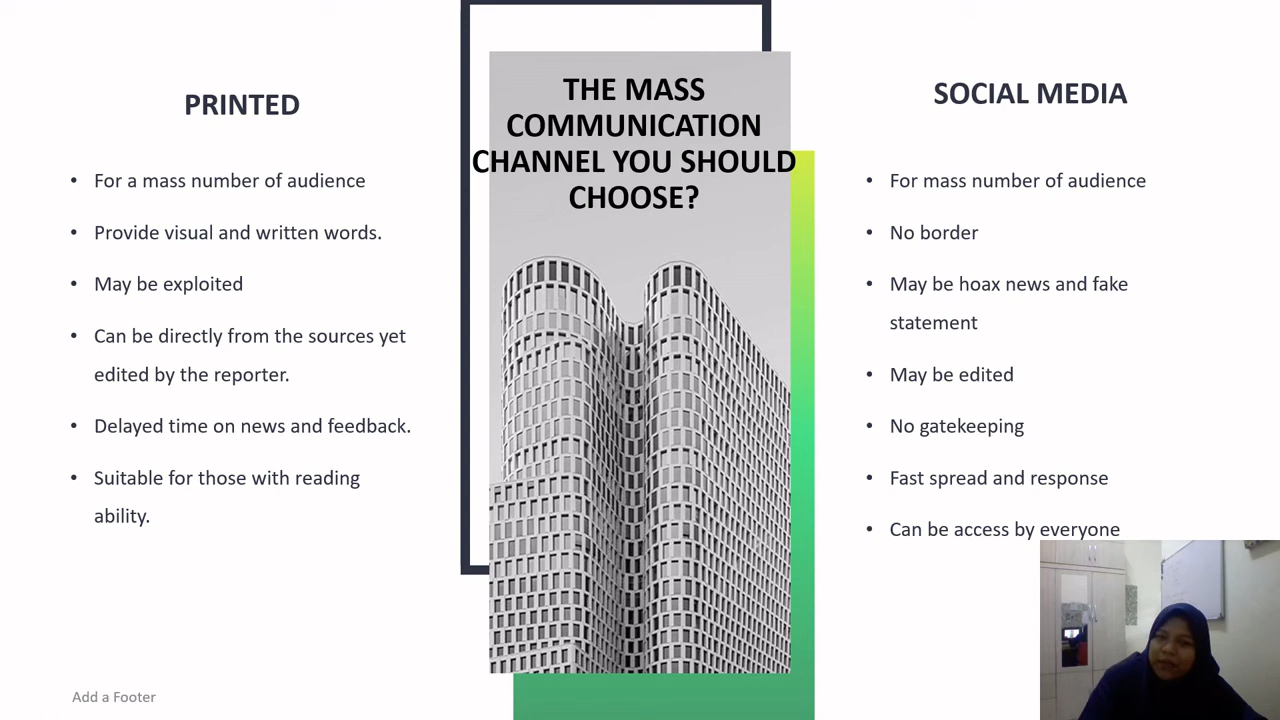 PRINTED
For a mass number of audience
Provide visual and written words.
May be exploited
Can be directly from the sources yet
edited by the reporter.
Delayed time on news and feedback.
Suitable for those with reading
ability.
THE MASS
COMMUNICATION
CHANNEL YOU SHOULD
CHOOSE?
SOCIAL MEDIA
For mass number of audience
No border
May be hoax news and fake
statement
May be edited
No gatekeeping
Fast spread and response
Can be access by everyone
Add a Footer